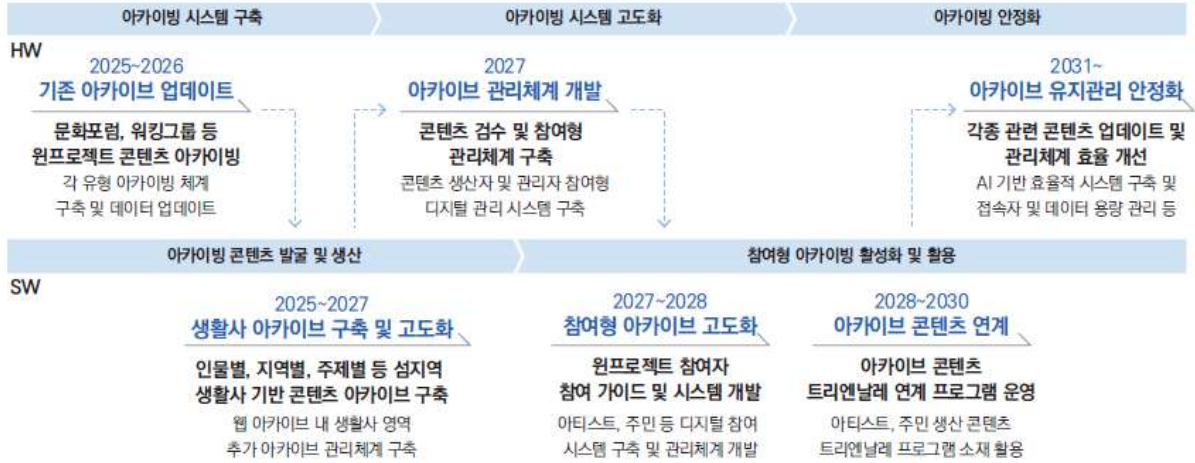 아카이빙 시스템 구축
아카이빙 시스템 고도화
아카이빙 안정화
HW
2025~2026
기존 아카이브 업데이트
문화포럼, 워킹그룹 등
윈프로젝트 콘텐츠 아카이빙
각 유형 아카이빙 체계
구축 및 데이터 업데이트
2027
아카이브 관리체계 개발
콘텐츠 검수 및 참여형
관리체계 구축
콘텐츠 생산자 및 관리자 참여형
디지털 관리 시스템 구축
2031~
아카이브 유지관리 안정화
각종 관련 콘텐츠 업데이트 및
관리체계 효율 개선
AI 기반 효율적 시스템 구축 및
접속자 및 데이터 용량 관리 등
아카이빙 콘텐츠 발굴 및 생산
참여형 아카이빙 활성화 및 활용
SW
2025~2027
생활사 아카이브 구축 및 고도화
인물별, 지역별, 주제별 등 섬지역
생활사 기반 콘텐츠 아카이브 구축
웹 아카이브 내 생활사 영역
추가 아카이브 관리체계 구축
2027~2028
참여형 아카이브 고도화
윈프로젝트 참여자
참여 가이드 및 시스템 개발
아티스트, 주민 등 디지털 참여
시스템 구축 및 관리체계 개발
2028~2030
아카이브 콘텐츠 연계
아카이브 콘텐츠
트리엔날레 연계 프로그램 운영
아티스트, 주민 생산 콘텐츠
트리엔날레 프로그램 소재 활용